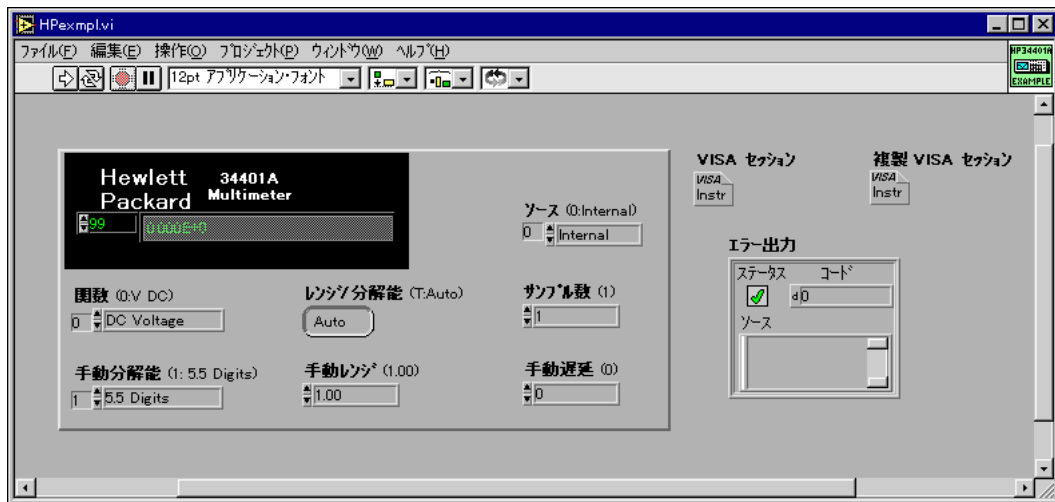 HPexmpl.vi
ファイル(F) 編集(E) 操作(O) プロジェクト(P) ウィンドウ(W) ヘルプ(H)
12pt アプリケーション・フォント
HP34401A
EXAMPLE
Hewlett Packard
34401A
Multimeter
99
0.000E+0
ソース (0:Internal)
0 Internal
関数 (0:V DC)
0 DC Voltage
レンジ/分解能 (T:Auto)
Auto
サンプル数 (1)
1
手動分解能 (1: 5.5 Digits)
1 5.5 Digits
手動レンジ (1.00)
1.00
手動遅延 (0)
0
VISA セッション
VISA
Instr
複製 VISA セッション
VISA
Instr
エラー出力
ステータス コード
d0
ソース